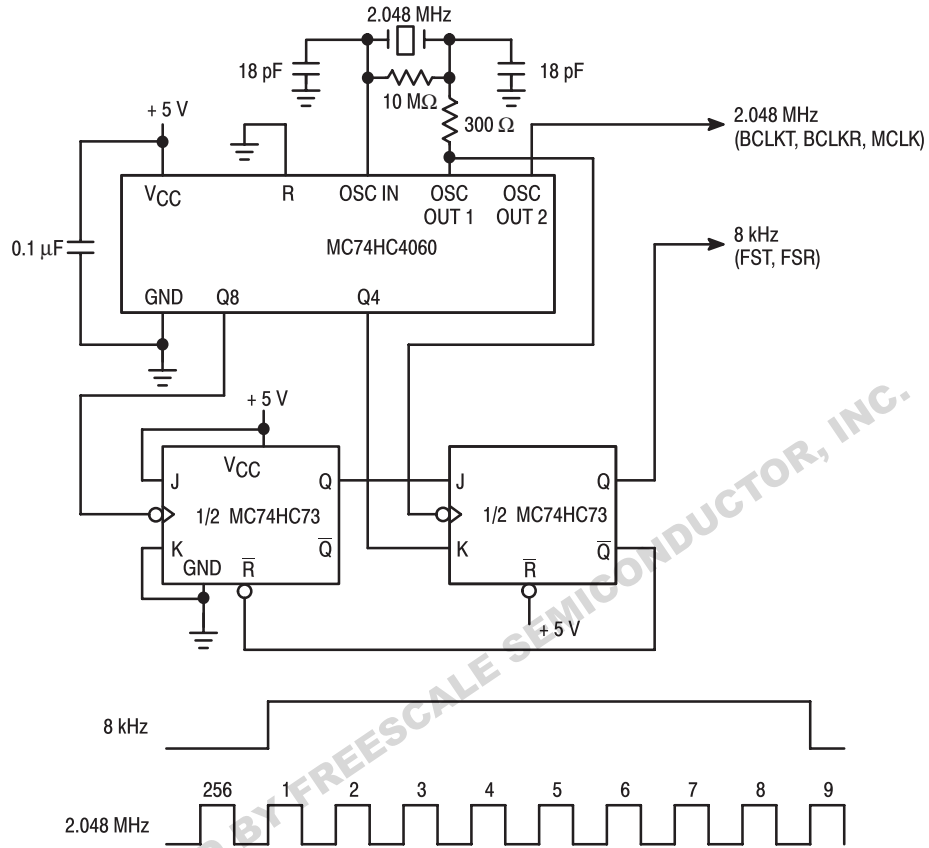 2.048 MHz
18 pF
18 pF
10 MΩ
300 Ω
+ 5 V
2.048 MHz
(BCLKT, BCLKR, MCLK)
VCC
R
OSC IN
OSC
OUT 1
OSC
OUT 2
0.1 µF
MC74HC4060
8 kHz
(FST, FSR)
GND
Q8
Q4
+ 5 V
VCC
J
Q
J
Q
1/2 MC74HC73
1/2 MC74HC73
K
Q̅
K
Q̅
GND
R̅
R̅
+ 5 V
8 kHz
256
1
2
3
4
5
6
7
8
9
2.048 MHz
D BY FREESCALE SEMICONDUCTOR, INC.